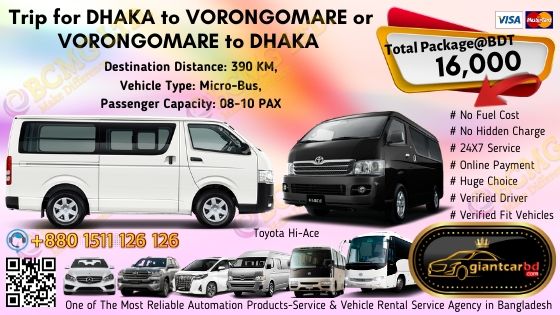 Trip for DHAKA to VORONGOMARE or
VORONGOMARE to DHAKA
Destination Distance: 390 KM,
Vehicle Type: Micro-Bus,
Passenger Capacity: 08-10 PAX
VISA MasterCard
Total Package@BDT
16,000
# No Fuel Cost
# No Hidden Charge
# 24X7 Service
# Online Payment
# Huge Choice
# Verified Driver
# Verified Fit Vehicles
HIACE
Toyota Hi-Ace
+880 1511 126 126
giantcarbd
.com
One of The Most Reliable Automation Products-Service & Vehicle Rental Service Agency in Bangladesh